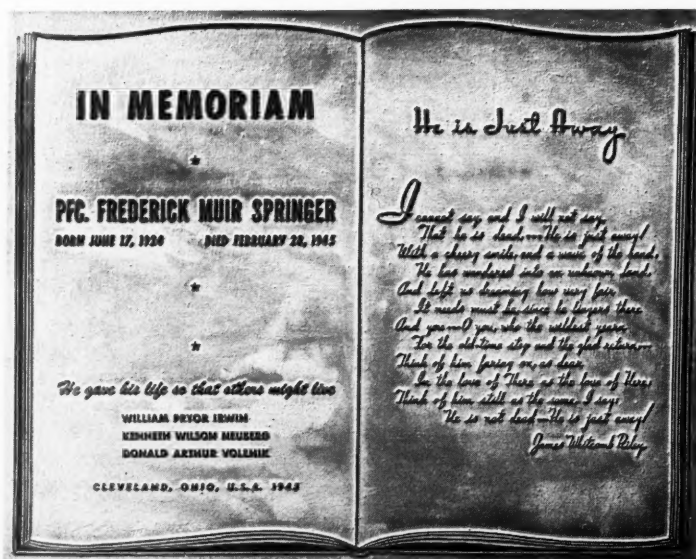 IN MEMORIAM
PFC. FREDERICK MUIR SPRINGER
BORN JUNE 17, 1924 DIED FEBRUARY 28, 1945
He gave his life so that others might live
WILLIAM PRYOR IRWIN
KENNETH WILSON NEUBERG
DONALD ARTHUR VOLENIK
CLEVELAND, OHIO, U.S.A. 1945
He is Just Away
I cannot say and I will not say,
That he is dead,—He is just away!
With a cheery smile, and a wave of the hand,
He has wandered into an unknown land,
And left us dreaming how very fair
It needs must be, since he lingers there
And you—O you, who the wildest yearn
For the old-time step and the glad return—
Think of him faring on, as dear
In the love of There as the love of Here;
Think of him still as the same, I say:
He is not dead—He is just away!
James Whitcomb Riley